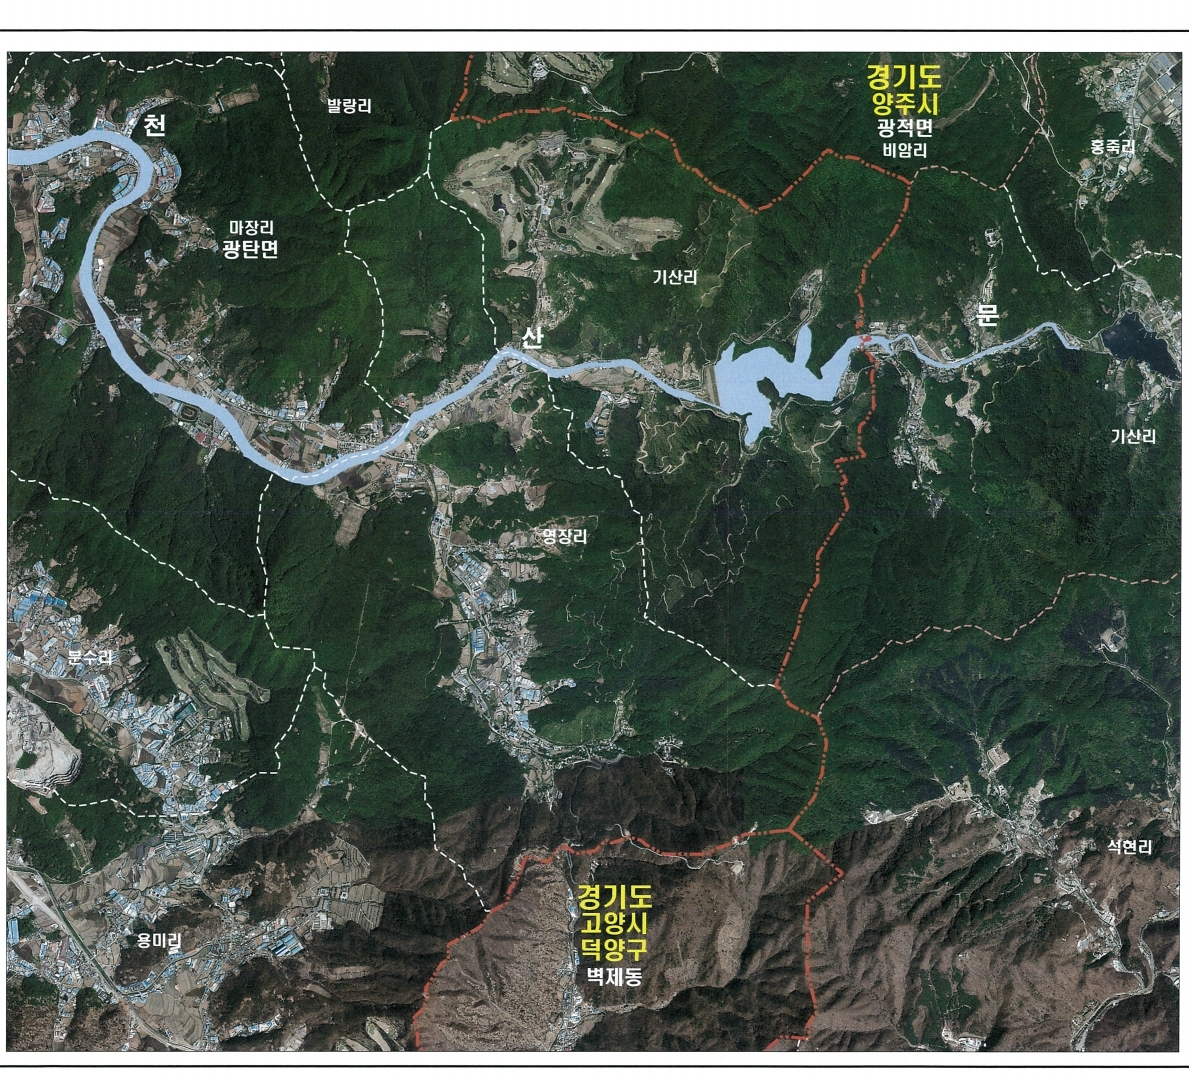 경기도
양주시
광적면
비암리
발랑리
천
홍죽리
마장리
광탄면
기산리
문
산
기산리
영장리
분수리
석현리
경기도
고양시
덕양구
벽제동
용미리